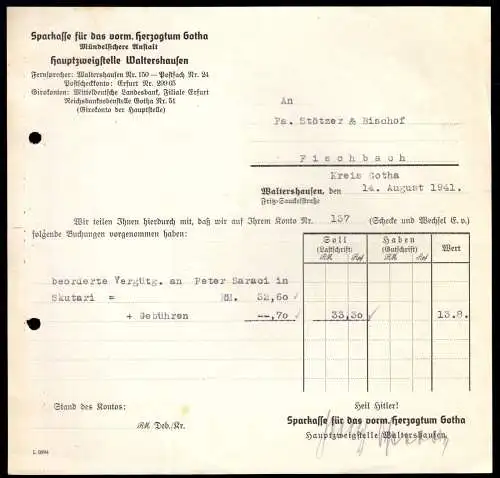 Sparkasse für das vorm. Herzogtum Gotha
Mündelsichere Anstalt
Hauptzweigstelle Waltershausen
Fernsprecher: Waltershausen Nr. 150 — Postfach Nr. 24
Postscheckkonto: Erfurt Nr. 299 65
Girokonten: Mitteldeutsche Landesbank, Filiale Erfurt
Reichsbanknebenstelle Gotha Nr. 51
(Girokonto der Hauptstelle)
An
Fa. Stötzer & Bischof
Fischbach
Kreis Gotha
Waltershausen, den 14. August 1941.
Fritz-Sauckelstraße
Wir teilen Ihnen hierdurch mit, daß wir auf Ihrem Konto Nr. 137 (Schecke und Wechsel E. v.)
folgende Buchungen vorgenommen haben:
Soll Haben Wert
(Lastschrift) (Gutschrift)
RM Rpf RM Rpf
beorderte Vergütg. an Peter Saraci in
Skutari = RM. 32,60
+ Gebühren --,70 33,30 13.8.
Stand des Kontos:
RM Deb./Kr.
Heil Hitler!
Sparkasse für das vorm. Herzogtum Gotha
Hauptzweigstelle Waltershausen.